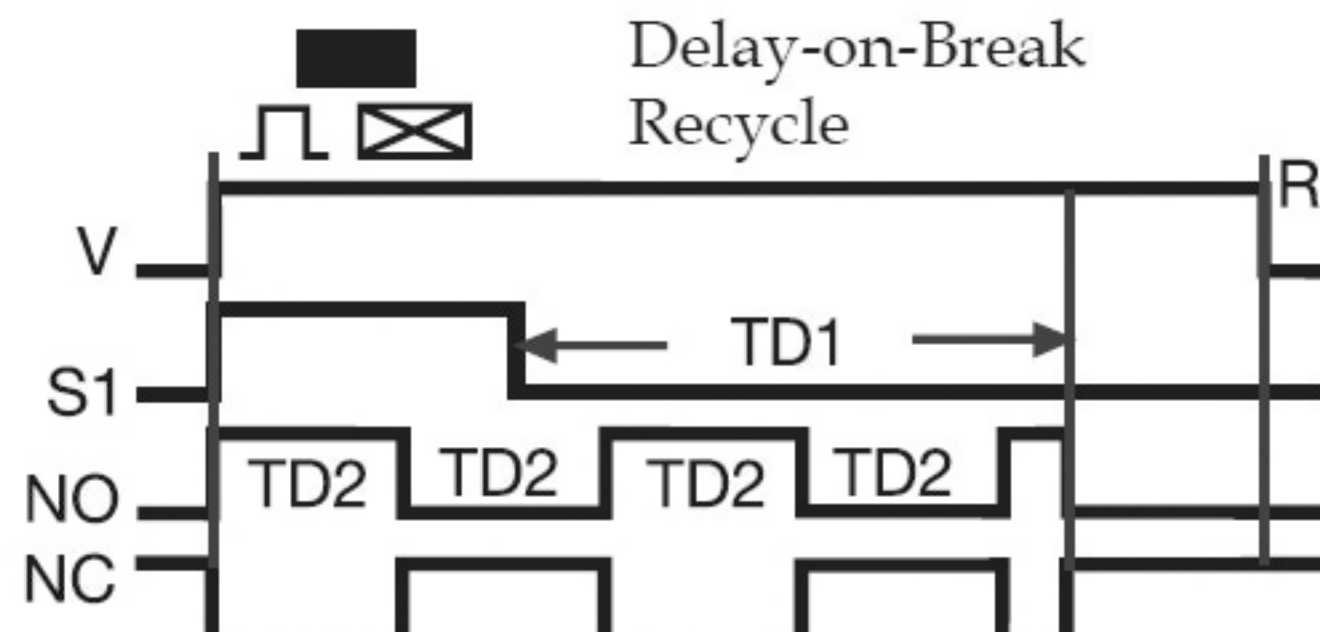 Delay-on-Break
Recycle
R
V
TD1
S1
TD2 TD2 TD2 TD2
NO
NC